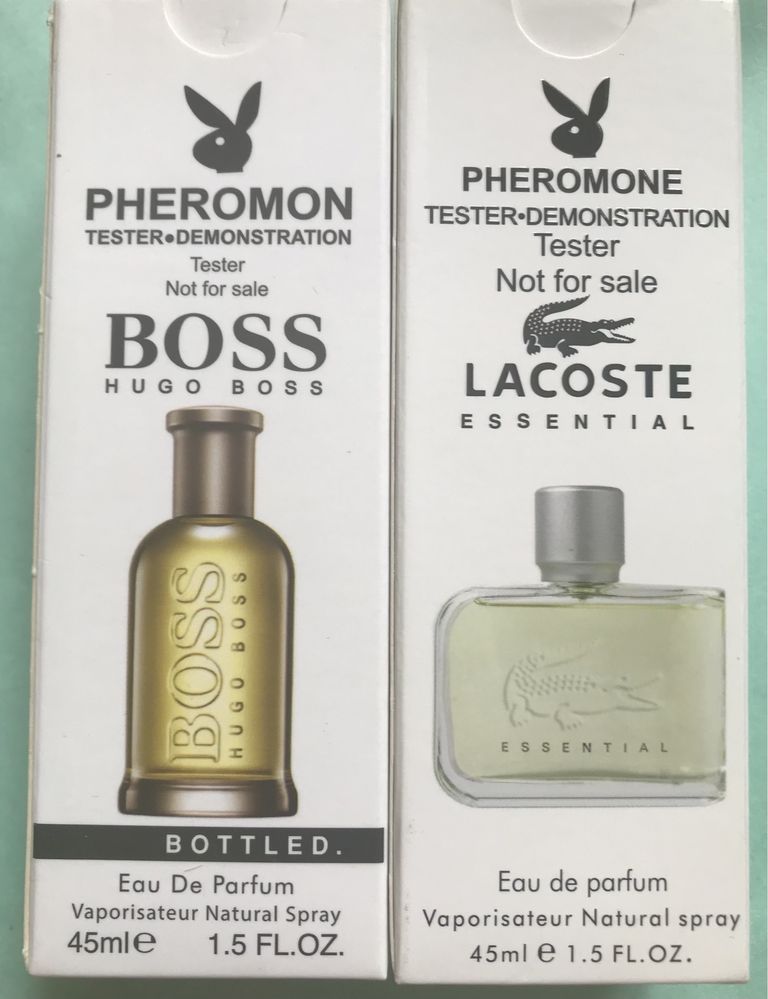 PHEROMON
TESTER•DEMONSTRATION
Tester
Not for sale
BOSS
HUGO BOSS
BOSS
HUGO BOSS
BOTTLED.
Eau De Parfum
Vaporisateur Natural Spray
45ml℮ 1.5 FL.OZ.
PHEROMONE
TESTER•DEMONSTRATION
Tester
Not for sale
LACOSTE
ESSENTIAL
ESSENTIAL
Eau de parfum
Vaporisateur Natural spray
45ml ℮ 1.5 FL.OZ.